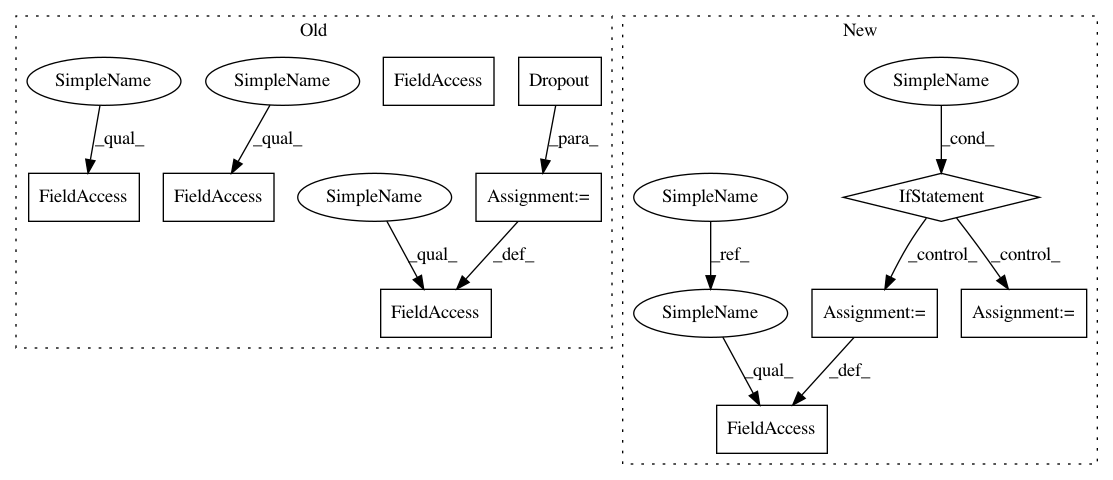 Old
New
SimpleName
SimpleName
FieldAccess
Dropout
SimpleName
_qual_
_qual_
_para_
_cond_
FieldAccess
FieldAccess
SimpleName
Assignment:=
SimpleName
IfStatement
_qual_
_def_
_ref_
_control_
_control_
FieldAccess
SimpleName
Assignment:=
Assignment:=
_qual_
_def_
FieldAccess